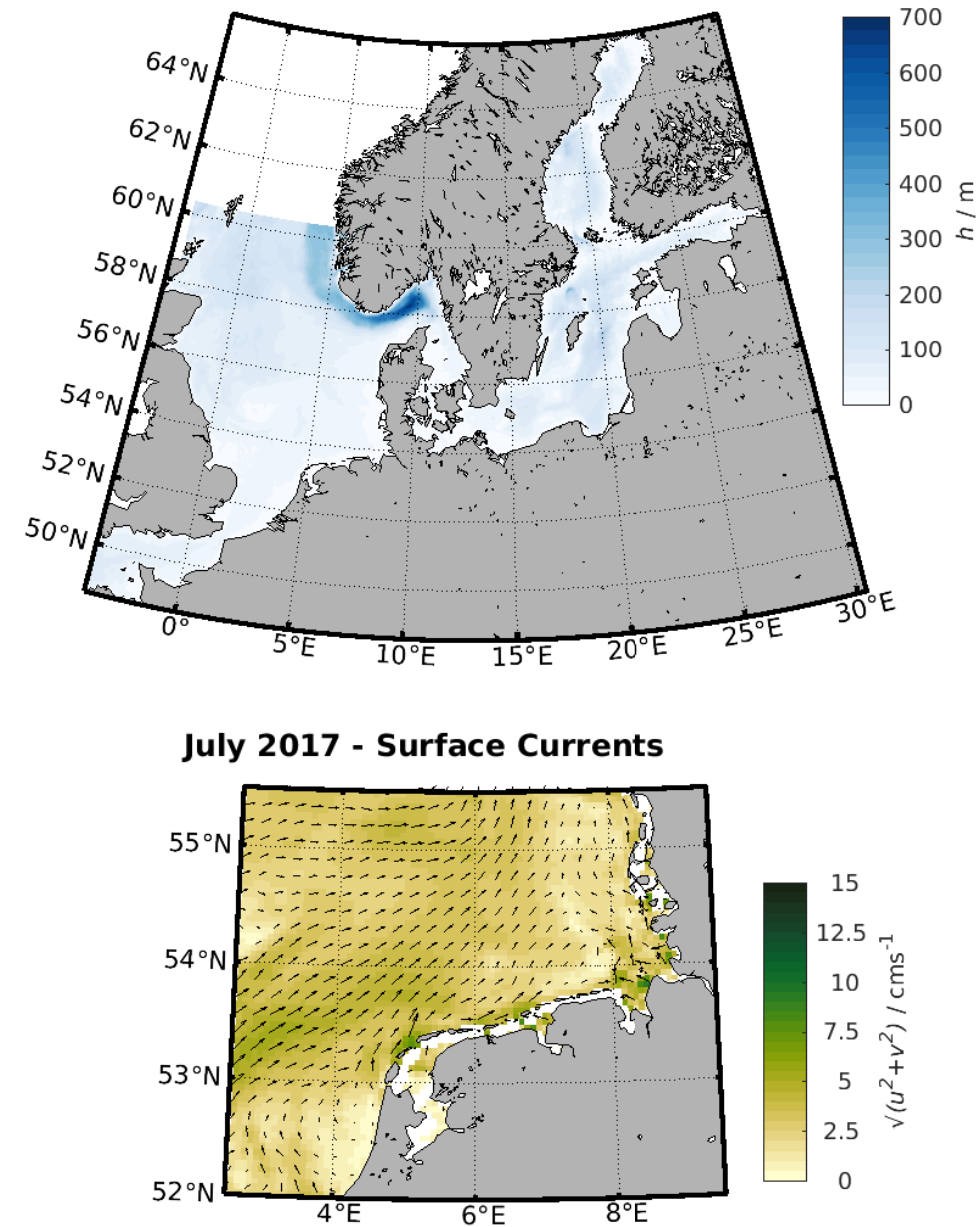 64°N
62°N
60°N
58°N
56°N
54°N
52°N
50°N
0°
5°E
10°E
15°E
20°E
25°E
30°E
700
600
500
400
300
200
100
0
h / m
July 2017 - Surface Currents
55°N
54°N
53°N
52°N
4°E
6°E
8°E
15
12.5
10
7.5
5
2.5
0
√(u²+v²) / cms⁻¹